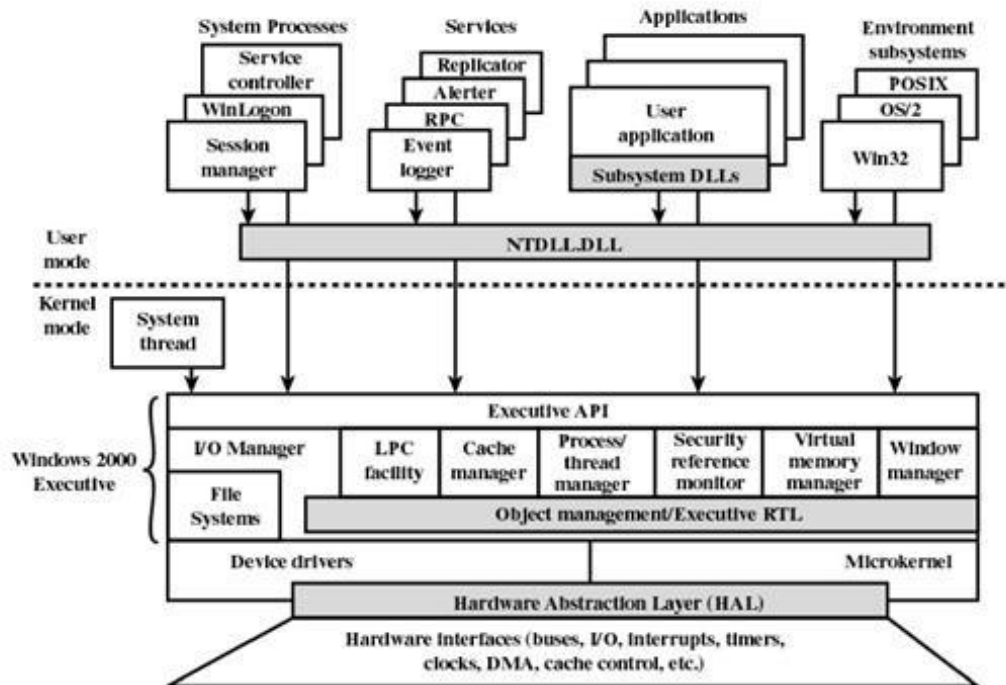 System Processes
Service
controller
WinLogon
Session
manager
Services
Replicator
Alerter
RPC
Event
logger
Applications
User
application
Subsystem DLLs
Environment
subsystems
POSIX
OS/2
Win32
User
mode
NTDLL.DLL
Kernel
mode
System
thread
Windows 2000
Executive
Executive API
I/O Manager
File
Systems
LPC
facility
Cache
manager
Process/
thread
manager
Security
reference
monitor
Virtual
memory
manager
Window
manager
Object management/Executive RTL
Device drivers
Microkernel
Hardware Abstraction Layer (HAL)
Hardware interfaces (buses, I/O, interrupts, timers,
clocks, DMA, cache control, etc.)